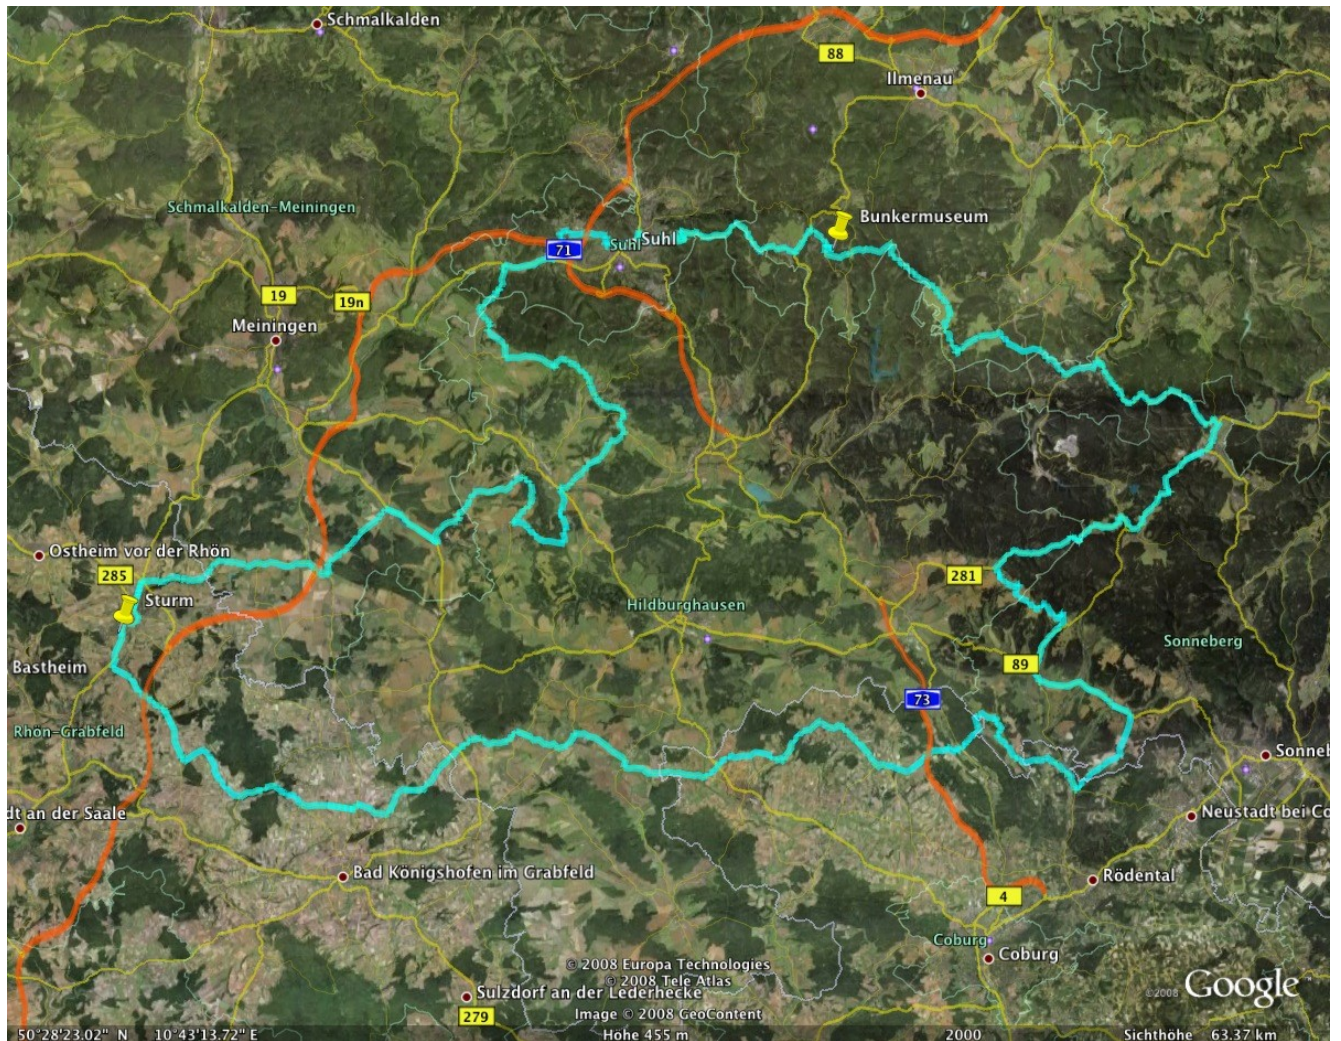 Schmalkalden
88
Ilmenau
Schmalkalden-Meiningen
Bunkermuseum
Suhl
Suhl
71
19
19n
Meiningen
Ostheim vor der Rhön
285
Sturm
281
Hildburghausen
Bastheim
89
Sonneberg
73
Rhön-Grabfeld
Sonneb
dt an der Saale
Neustadt bei Co
Bad Königshofen im Grabfeld
Rödental
4
Coburg
Coburg
© 2008 Europa Technologies
© 2008 Tele Atlas
Sulzdorf an der Lederhecke
©2008 Google™
Image © 2008 GeoContent
279
50°28'23.02" N 10°43'13.72" E Höhe 455 m 2000 Sichthöhe 63.37 km